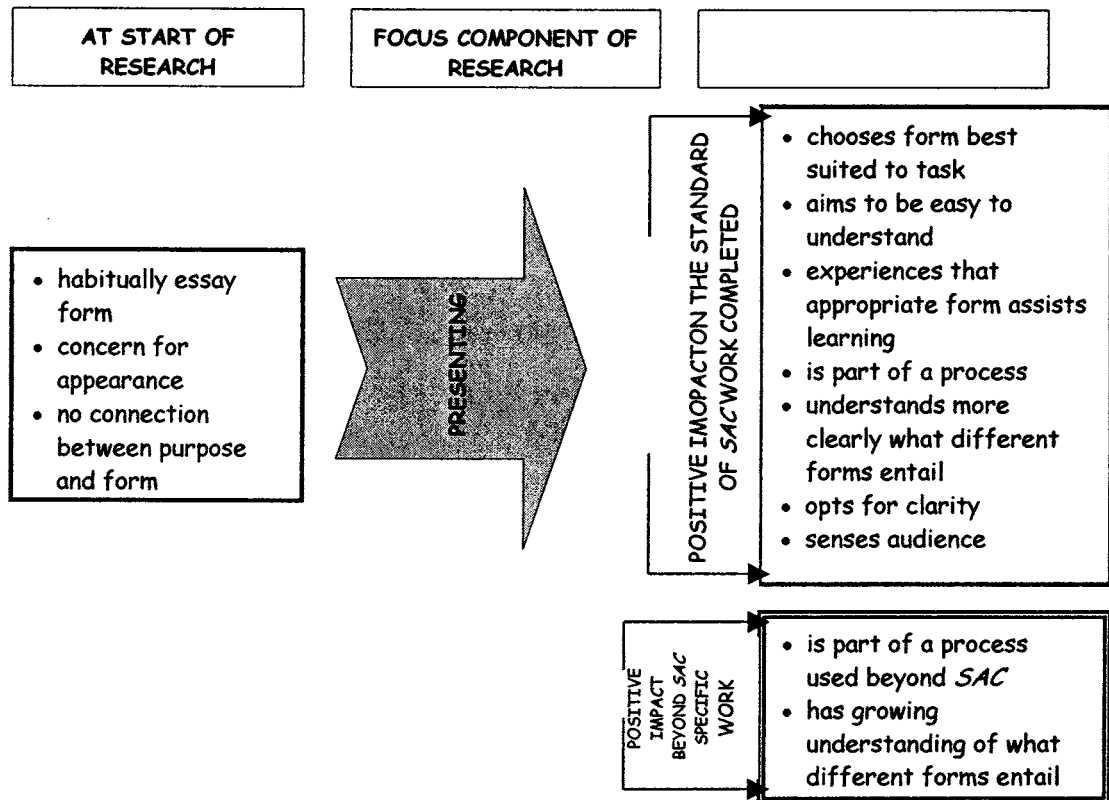 AT START OF
RESEARCH
FOCUS COMPONENT OF
RESEARCH
• habitually essay
form
• concern for
appearance
• no connection
between purpose
and form
PRESENTING
POSITIVE IMOPACTON THE STANDARD
OF SACWORK COMPLETED
• chooses form best
suited to task
• aims to be easy to
understand
• experiences that
appropriate form assists
learning
• is part of a process
• understands more
clearly what different
forms entail
• opts for clarity
• senses audience
POSITIVE
IMPACT
BEYOND SAC
SPECIFIC
WORK
• is part of a process
used beyond SAC
• has growing
understanding of what
different forms entail